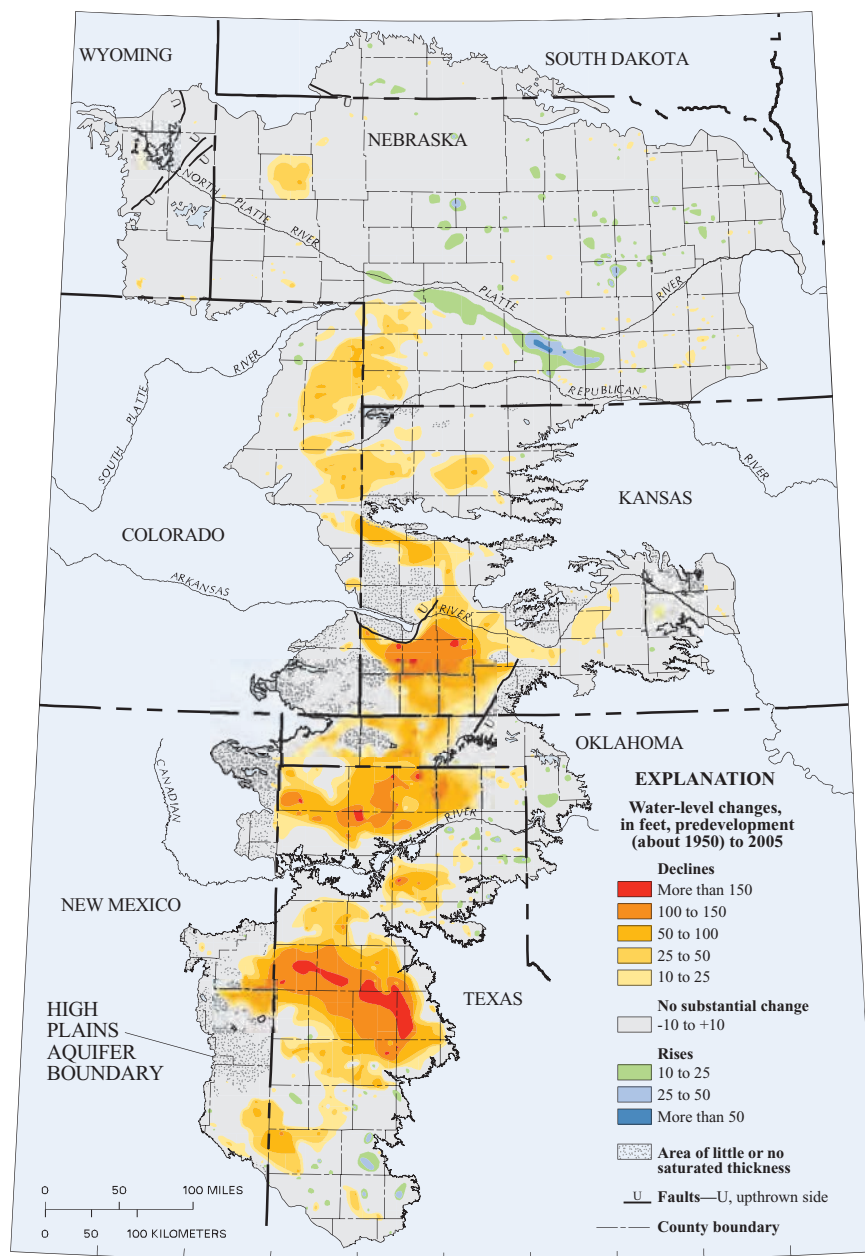 WYOMING
SOUTH DAKOTA
U
U
NEBRASKA
U
U
U
NORTH PLATTE RIVER
PLATTE RIVER
SOUTH PLATTE RIVER
REPUBLICAN RIVER
KANSAS
COLORADO
ARKANSAS RIVER
U
OKLAHOMA
CANADIAN RIVER
NEW MEXICO
TEXAS
HIGH
PLAINS
AQUIFER
BOUNDARY
EXPLANATION
Water-level changes,
in feet, predevelopment
(about 1950) to 2005
Declines
More than 150
100 to 150
50 to 100
25 to 50
10 to 25
No substantial change
-10 to +10
Rises
10 to 25
25 to 50
More than 50
Area of little or no
saturated thickness
U Faults—U, upthrown side
County boundary
0 50 100 MILES
0 50 100 KILOMETERS